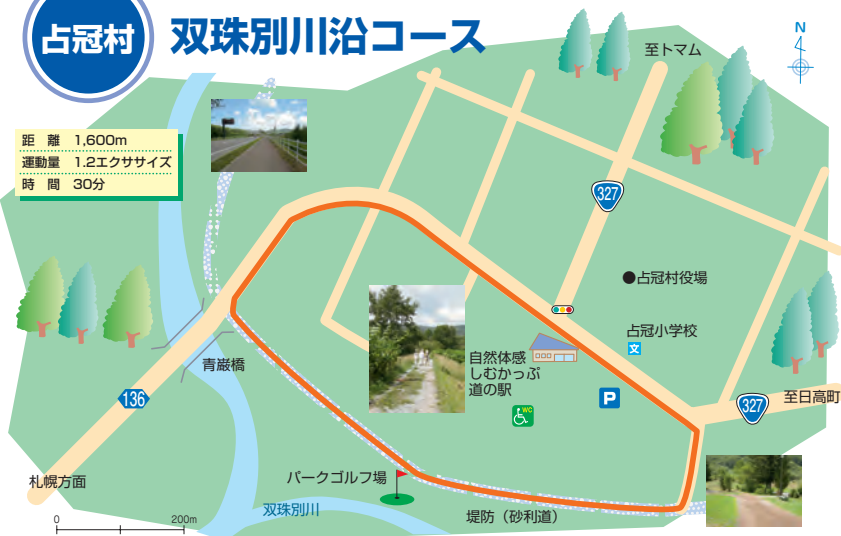 占冠村
双珠別川沿コース
N
至トマム
距 離 1,600m
運動量 1.2エクササイズ
時 間 30分
327
占冠村役場
占冠小学校
文
自然体感
しむかっぷ
道の駅
青巌橋
136
P
WC
327
至日高町
札幌方面
パークゴルフ場
双珠別川
堤防（砂利道）
0 200m